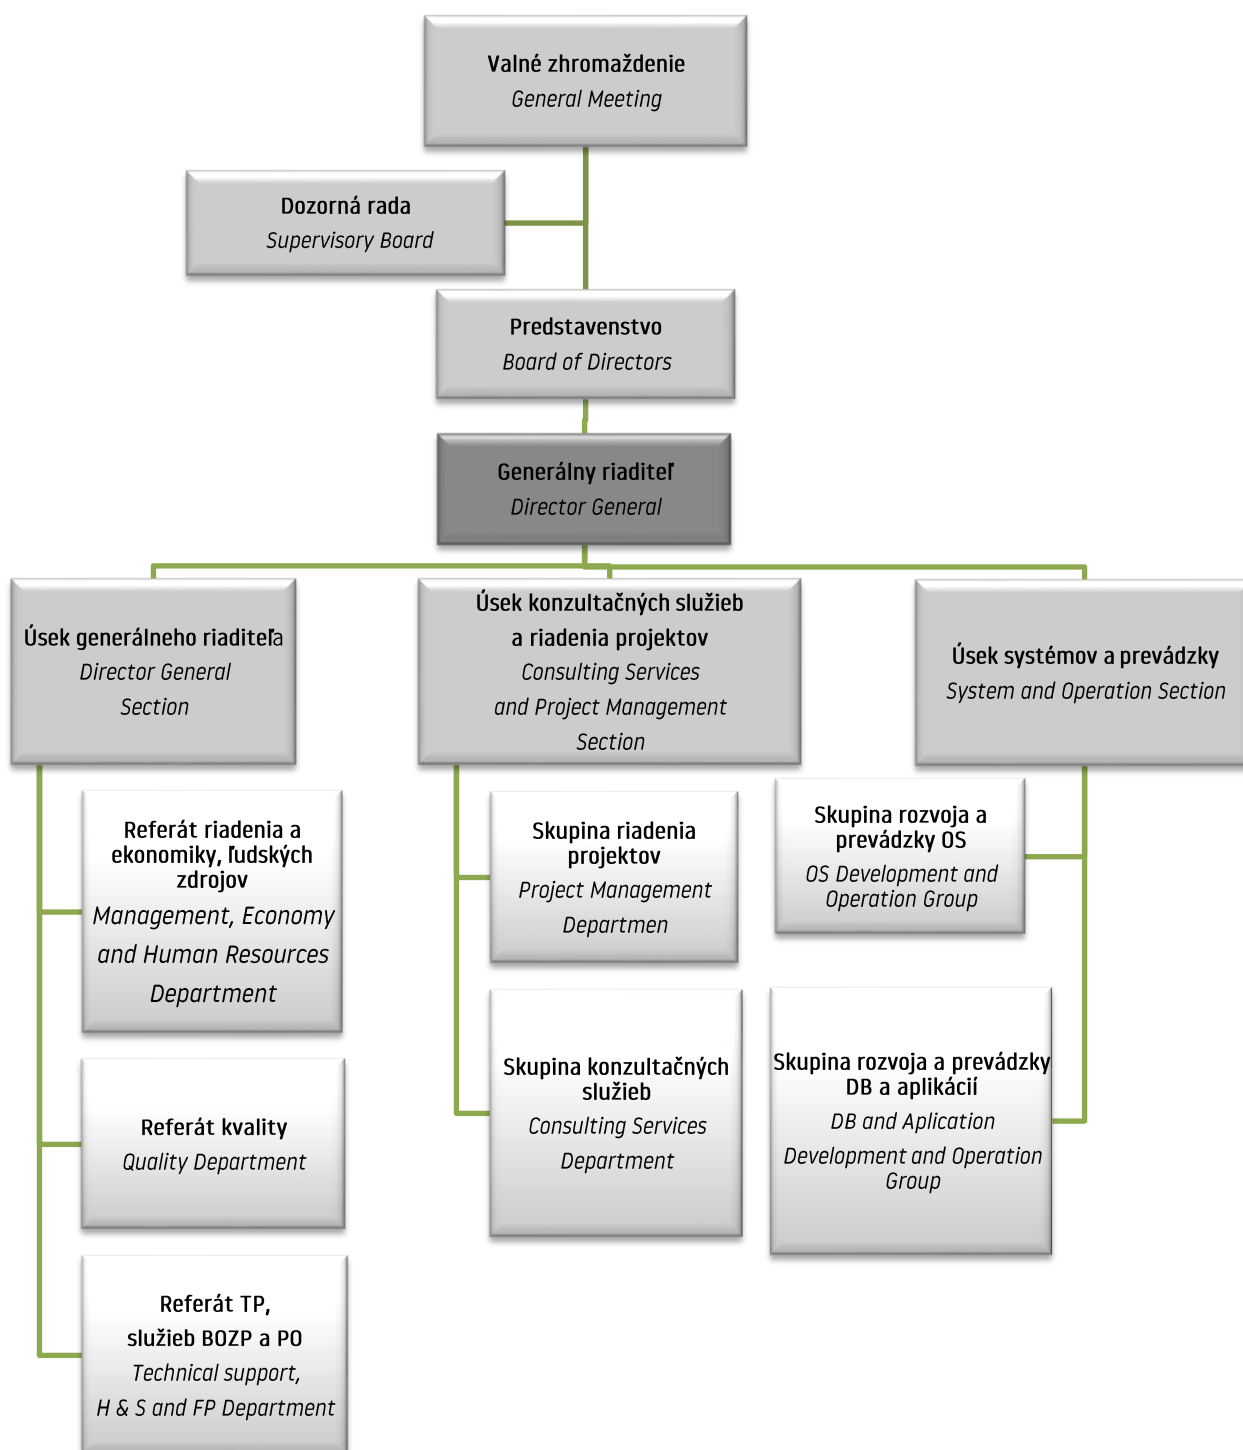 Valné zhromaždenie
General Meeting
Dozorná rada
Supervisory Board
Predstavenstvo
Board of Directors
Generálny riaditeľ
Director General
Úsek generálneho riaditeľa
Director General
Section
Úsek konzultačných služieb
a riadenia projektov
Consulting Services
and Project Management
Section
Úsek systémov a prevádzky
System and Operation Section
Referát riadenia a
ekonomiky, ľudských
zdrojov
Management, Economy
and Human Resources
Department
Referát kvality
Quality Department
Referát TP,
služieb BOZP a PO
Technical support,
H & S and FP Department
Skupina riadenia
projektov
Project Management
Departmen
Skupina konzultačných
služieb
Consulting Services
Department
Skupina rozvoja a
prevádzky OS
OS Development and
Operation Group
Skupina rozvoja a prevádzky
DB a aplikácií
DB and Aplication
Development and Operation
Group